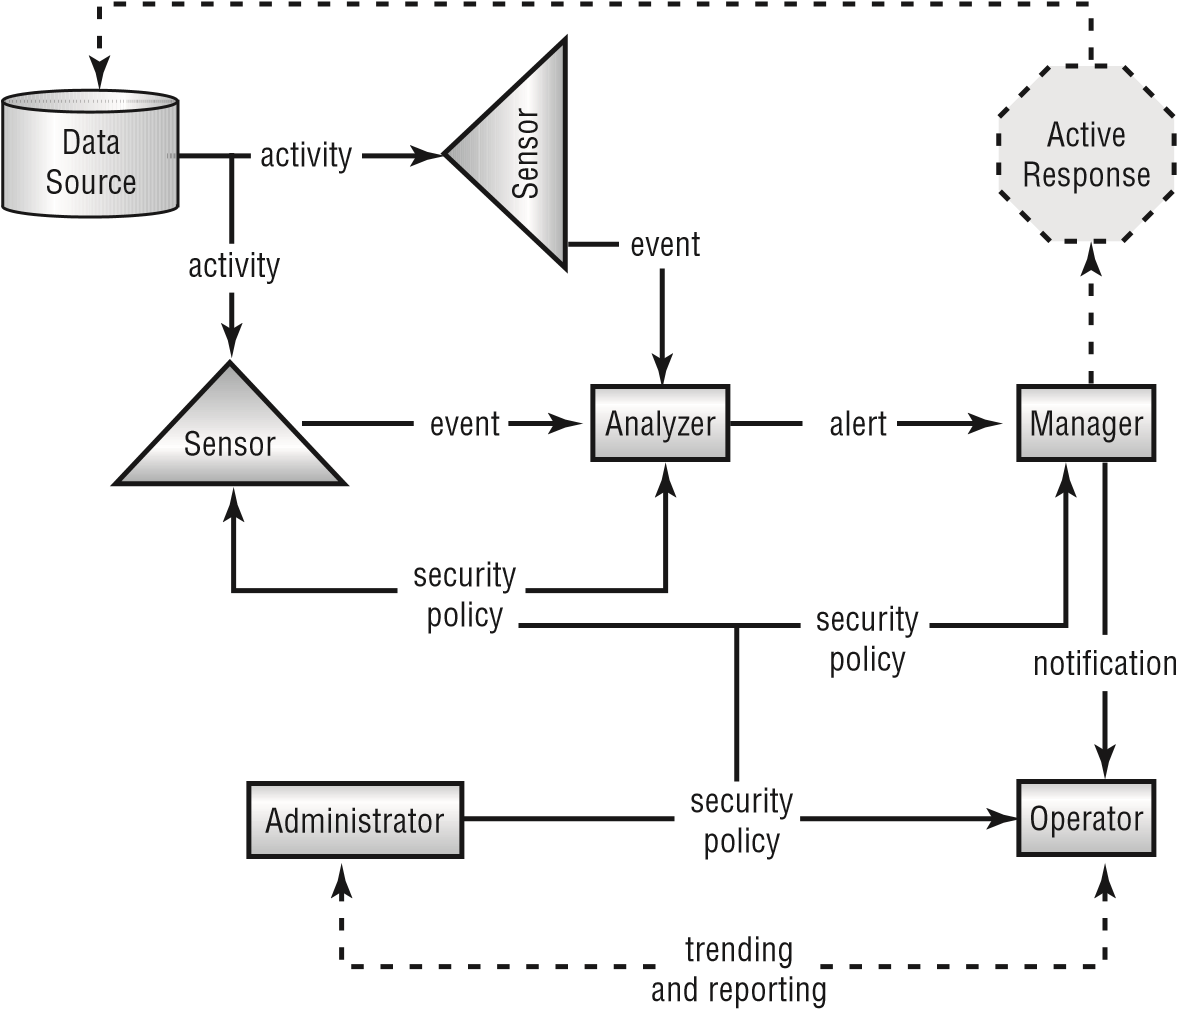 Data
Source
activity
Sensor
Active
Response
event
activity
Sensor
event
Analyzer
alert
Manager
security
policy
security
policy
notification
Administrator
security
policy
Operator
trending
and reporting